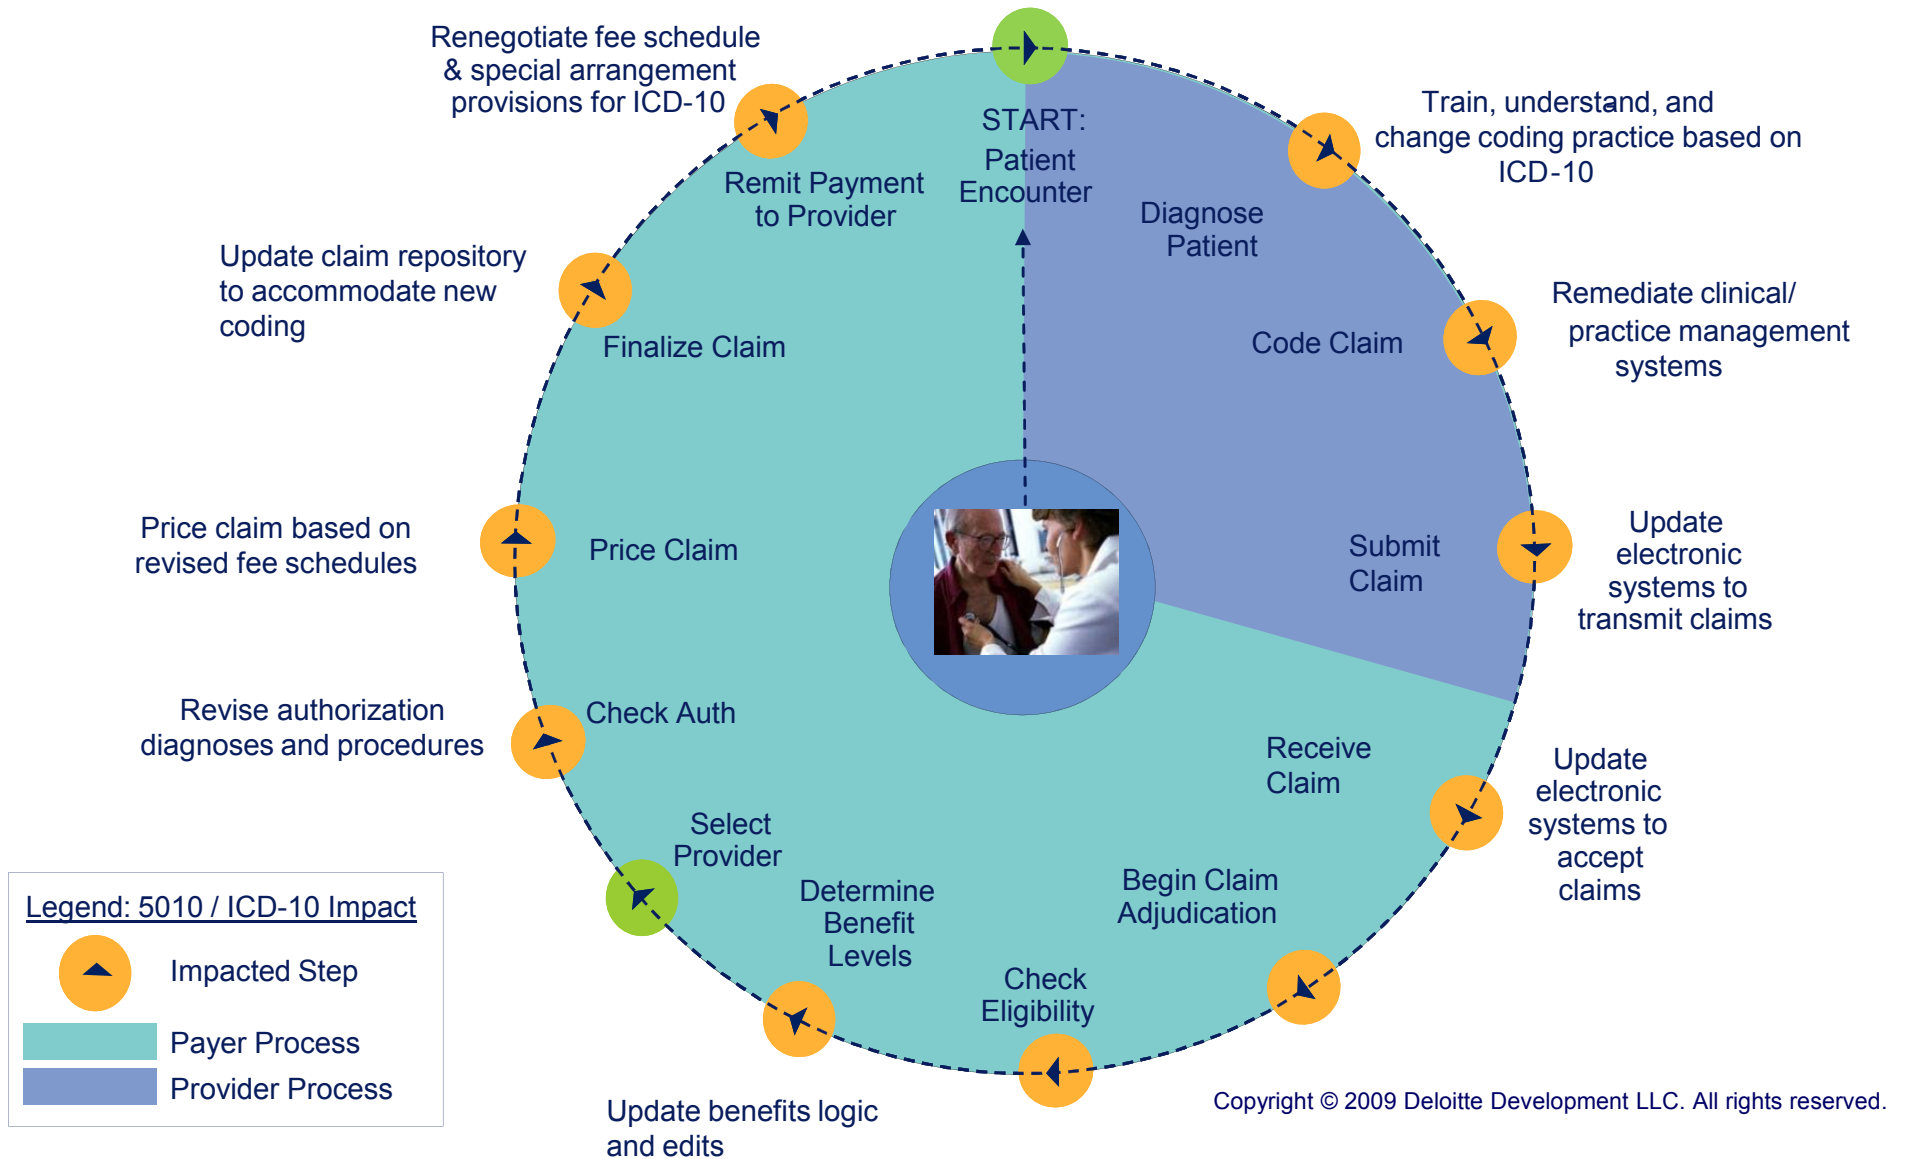 Renegotiate fee schedule
& special arrangement
provisions for ICD-10
START:
Patient
Encounter
Train, understand, and
change coding practice based on
ICD-10
Remit Payment
to Provider
Diagnose
Patient
Update claim repository
to accommodate new
coding
Finalize Claim
Code Claim
Remediate clinical/
practice management
systems
Price claim based on
revised fee schedules
Price Claim
Submit
Claim
Update
electronic
systems to
transmit claims
Revise authorization
diagnoses and procedures
Check Auth
Receive
Claim
Update
electronic
systems to
accept
claims
Select
Provider
Determine
Benefit
Levels
Begin Claim
Adjudication
Check
Eligibility
Legend: 5010 / ICD-10 Impact
Impacted Step
Payer Process
Provider Process
Update benefits logic
and edits
Copyright © 2009 Deloitte Development LLC. All rights reserved.